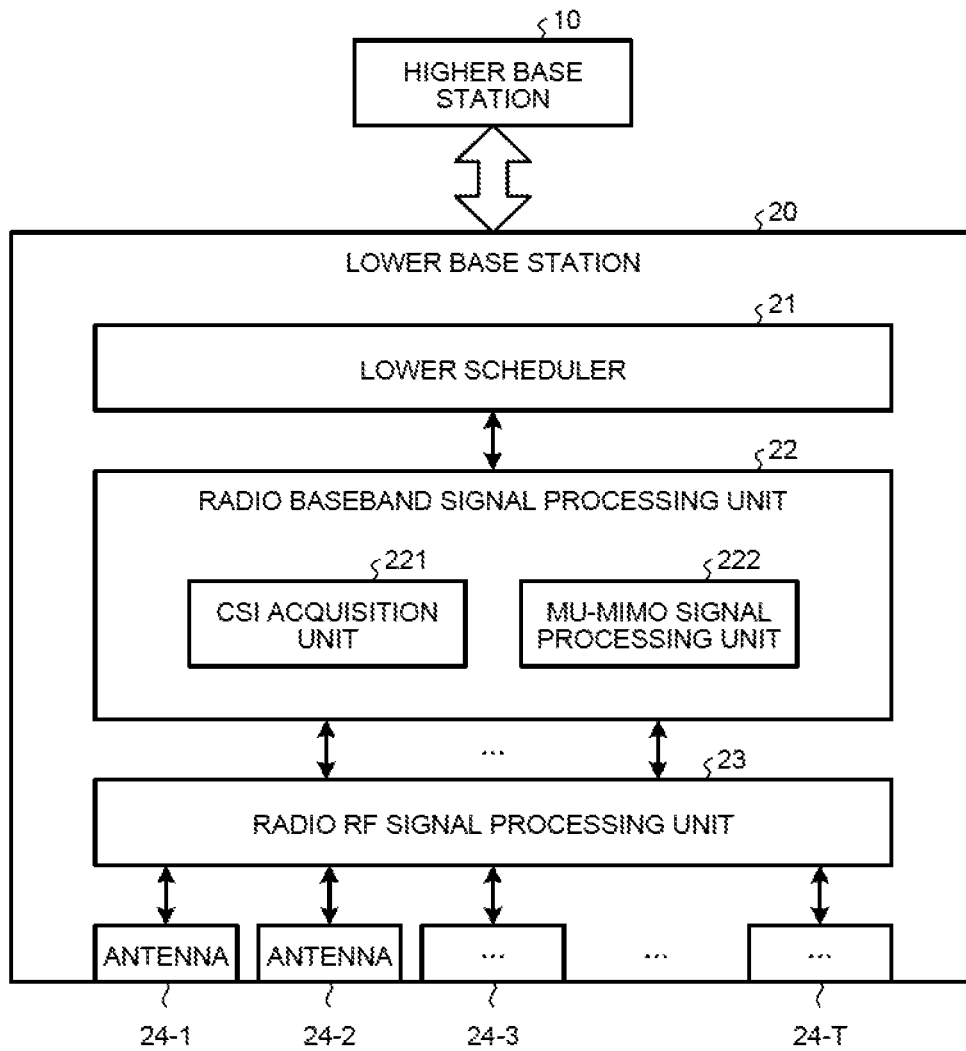 10
HIGHER BASE
STATION
20
LOWER BASE STATION
21
LOWER SCHEDULER
22
RADIO BASEBAND SIGNAL PROCESSING UNIT
221
222
CSI ACQUISITION
UNIT
MU-MIMO SIGNAL
PROCESSING UNIT
...
23
RADIO RF SIGNAL PROCESSING UNIT
ANTENNA
ANTENNA
...
...
...
24-1
24-2
24-3
24-T